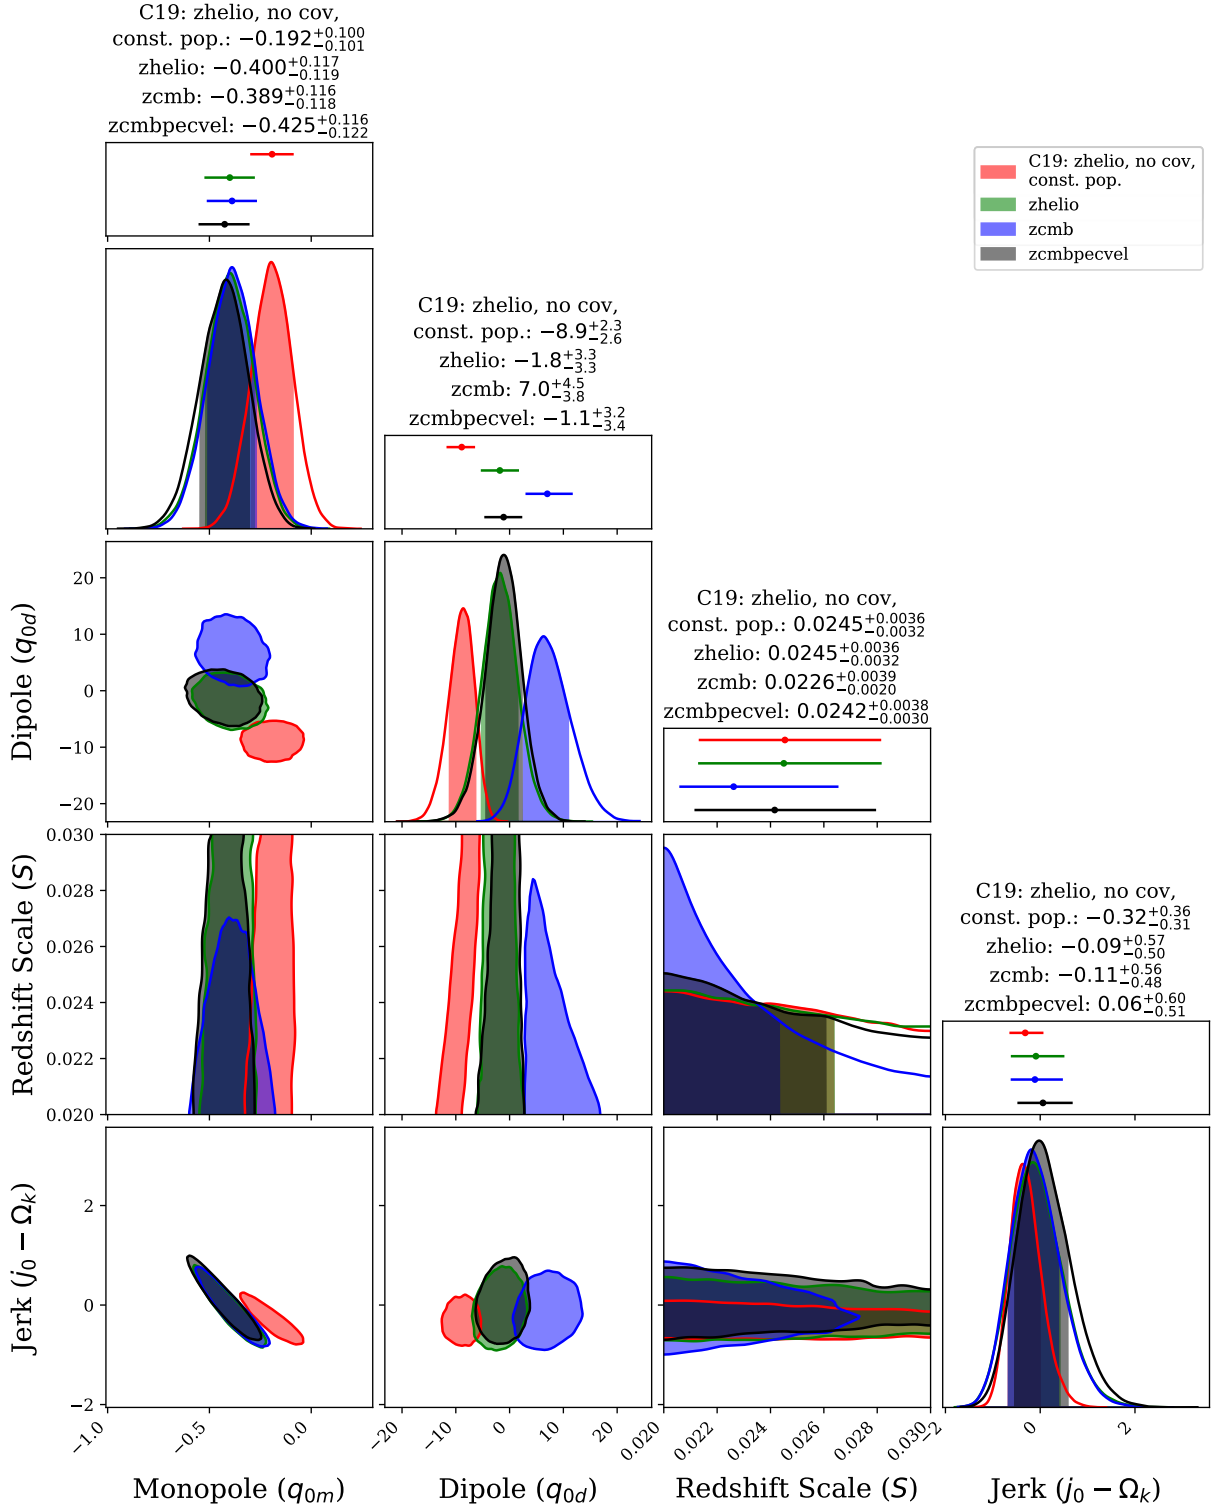 C19: zhelio, no cov,
const. pop.: −0.192 +0.100 −0.101
zhelio: −0.400 +0.117 −0.119
zcmb: −0.389 +0.116 −0.118
zcmbpecvel: −0.425 +0.116 −0.122
C19: zhelio, no cov,
const. pop.
zhelio
zcmb
zcmbpecvel
C19: zhelio, no cov,
const. pop.: −8.9 +2.3 −2.6
zhelio: −1.8 +3.3 −3.3
zcmb: 7.0 +4.5 −3.8
zcmbpecvel: −1.1 +3.2 −3.4
Dipole (q0d)
20
10
0
−10
−20
C19: zhelio, no cov,
const. pop.: 0.0245 +0.0036 −0.0032
zhelio: 0.0245 +0.0036 −0.0032
zcmb: 0.0226 +0.0039 −0.0020
zcmbpecvel: 0.0242 +0.0038 −0.0030
Redshift Scale (S)
0.030
0.028
0.026
0.024
0.022
0.020
C19: zhelio, no cov,
const. pop.: −0.32 +0.36 −0.31
zhelio: −0.09 +0.57 −0.50
zcmb: −0.11 +0.56 −0.48
zcmbpecvel: 0.06 +0.60 −0.51
Jerk (j0 − Ωk)
2
0
−2
−1.0 −0.5 0.0
−20 −10 0 10 20
0.020 0.022 0.024 0.026 0.028 0.030
−2 0 2
Monopole (q0m)
Dipole (q0d)
Redshift Scale (S)
Jerk (j0 − Ωk)